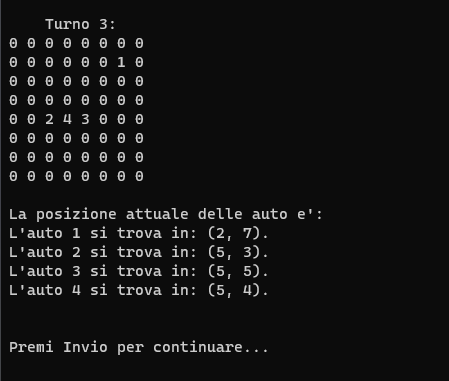 Turno 3:
0 0 0 0 0 0 0 0
0 0 0 0 0 0 1 0
0 0 0 0 0 0 0 0
0 0 0 0 0 0 0 0
0 0 2 4 3 0 0 0
0 0 0 0 0 0 0 0
0 0 0 0 0 0 0 0
0 0 0 0 0 0 0 0
La posizione attuale delle auto e':
L'auto 1 si trova in: (2, 7).
L'auto 2 si trova in: (5, 3).
L'auto 3 si trova in: (5, 5).
L'auto 4 si trova in: (5, 4).
Premi Invio per continuare...